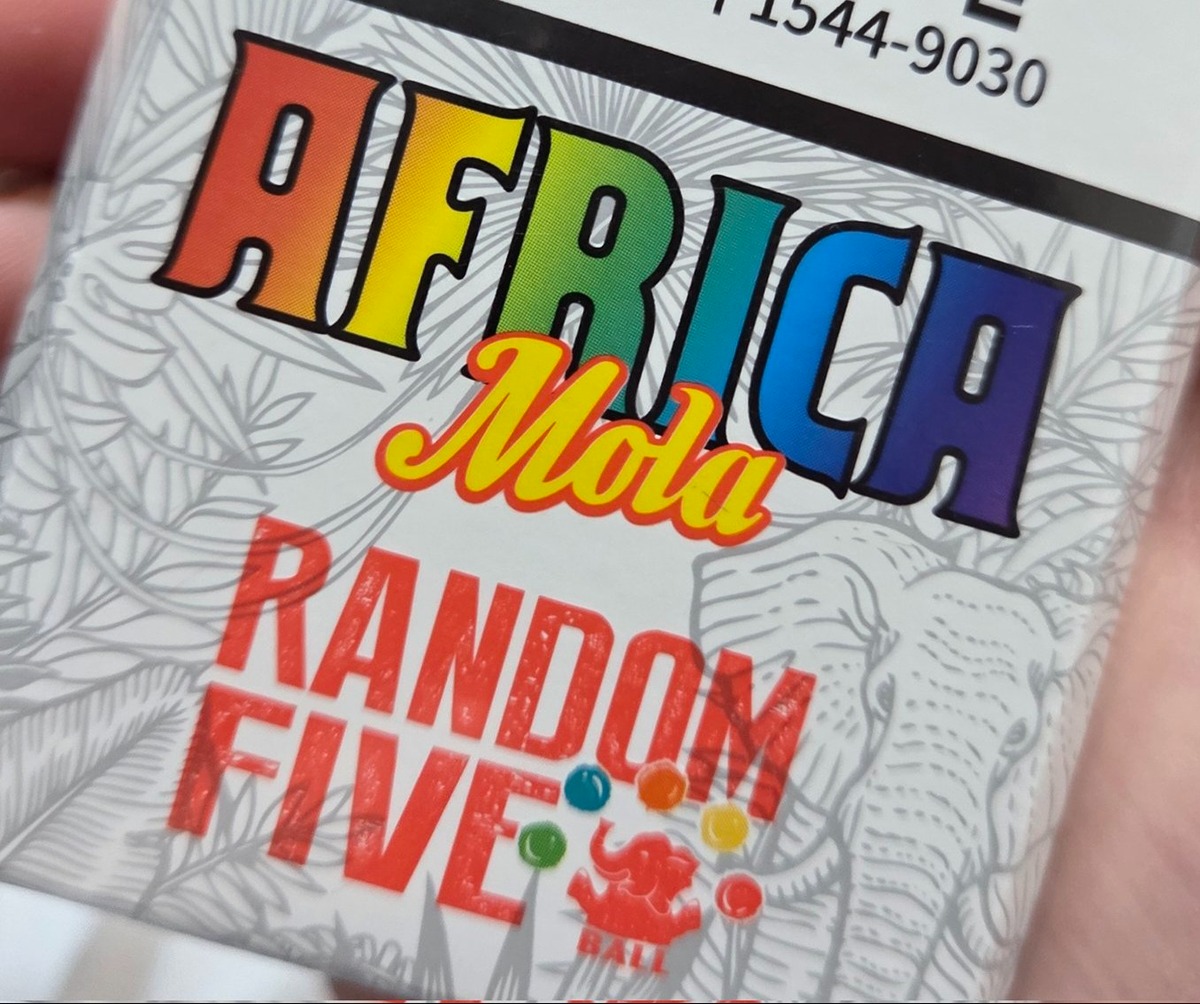 1544-9030
AFRICA
Mola
RANDOM
FIVE
BALL